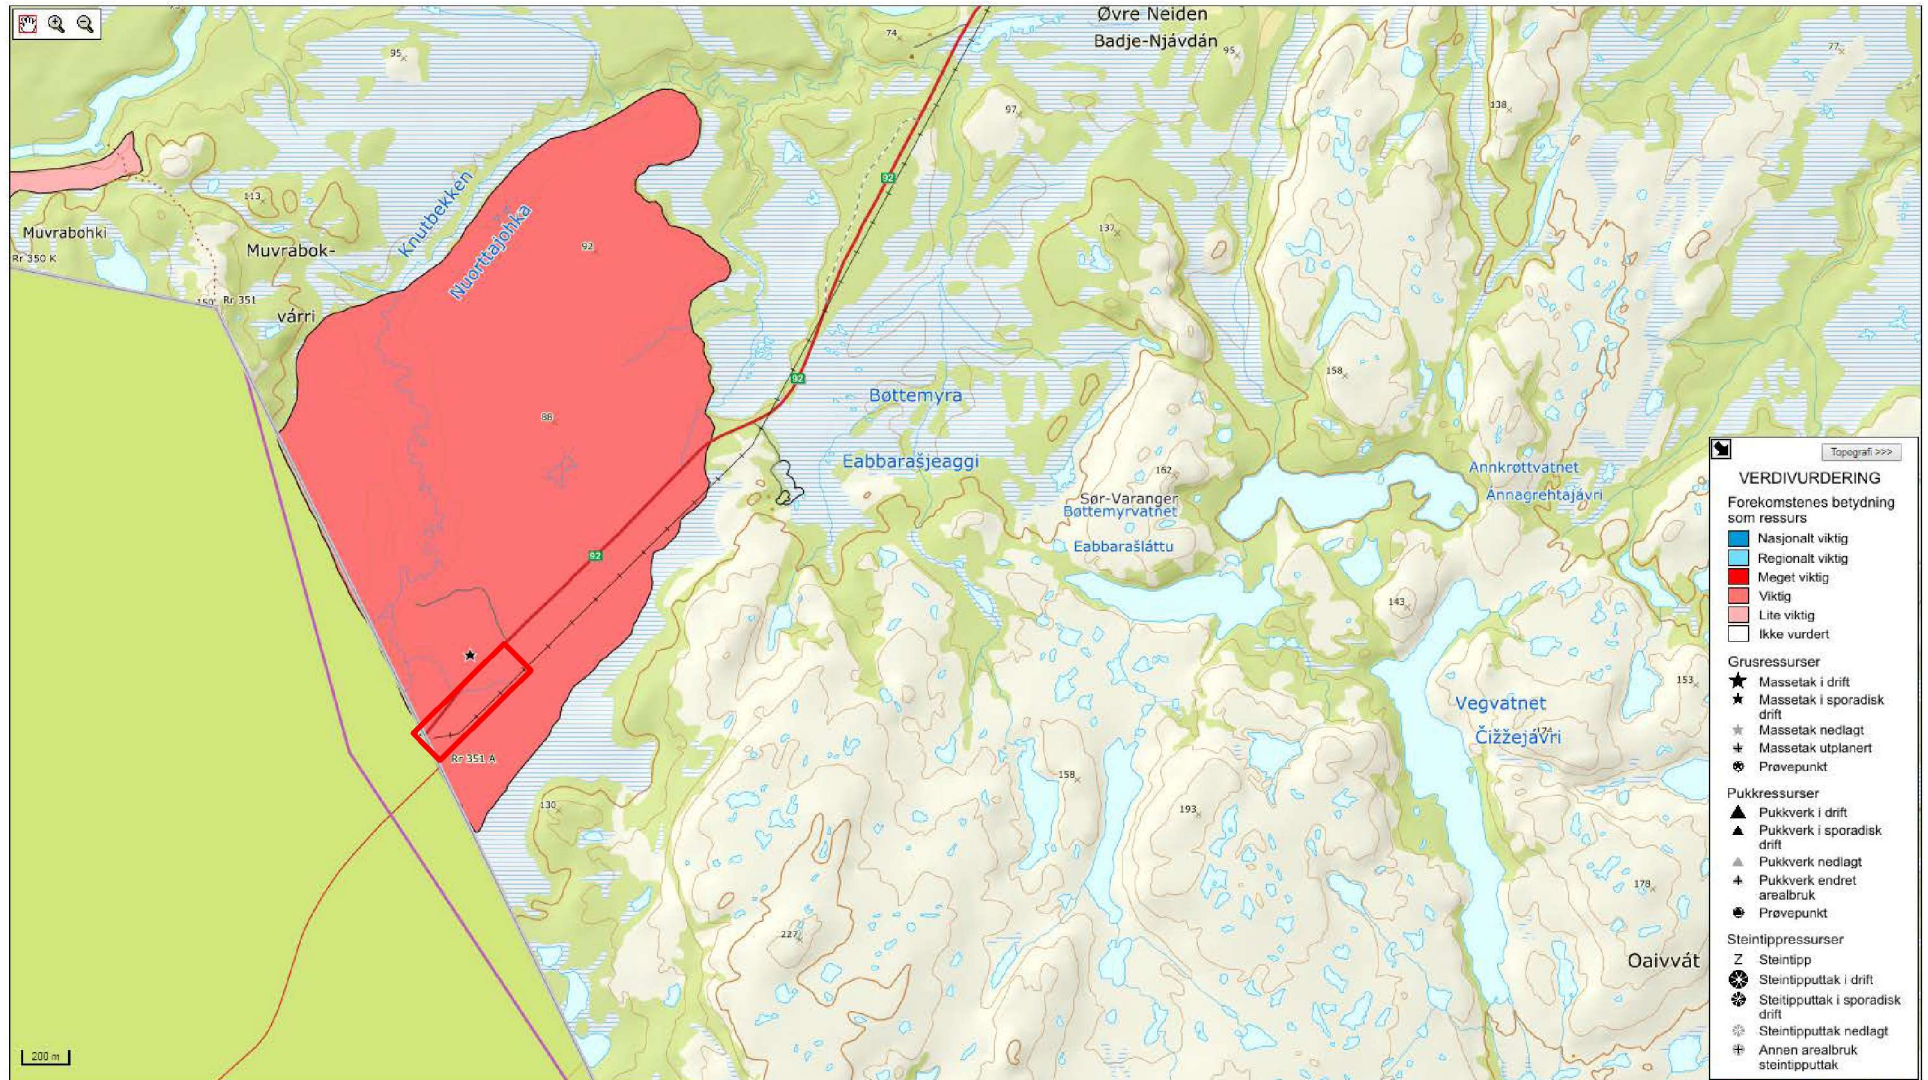 Øvre Neiden
Badje-Njávdán
74
95
95
77
97
138
92
113
Knutbekken
Nuorttajohka
92
137
Muvrabohki
Muvrabok-
várri
Rr 350 K
150
Rr 351
158
92
Bøttemyra
88
Eabbarašjeaggi
162
Sør-Varanger
Bøttemyrvatnet
Eabbarašláttu
Annkrøttvatnet
Ánnagrehtajávri
92
143
153
Vegvatnet
Čižžejávri
174
Rr 351 A
130
158
193
178
227
Oaivvát
200 m
Topografi >>>
VERDIVURDERING
Forekomstenes betydning
som ressurs
Nasjonalt viktig
Regionalt viktig
Meget viktig
Viktig
Lite viktig
Ikke vurdert
Grusressurser
Massetak i drift
Massetak i sporadisk
drift
Massetak nedlagt
Massetak utplanert
Prøvepunkt
Pukkressurser
Pukkverk i drift
Pukkverk i sporadisk
drift
Pukkverk nedlagt
Pukkverk endret
arealbruk
Prøvepunkt
Steintippressurser
Z Steintipp
Steintipputtak i drift
Steitipputtak i sporadisk
drift
Steintipputtak nedlagt
Annen arealbruk
steintipputtak